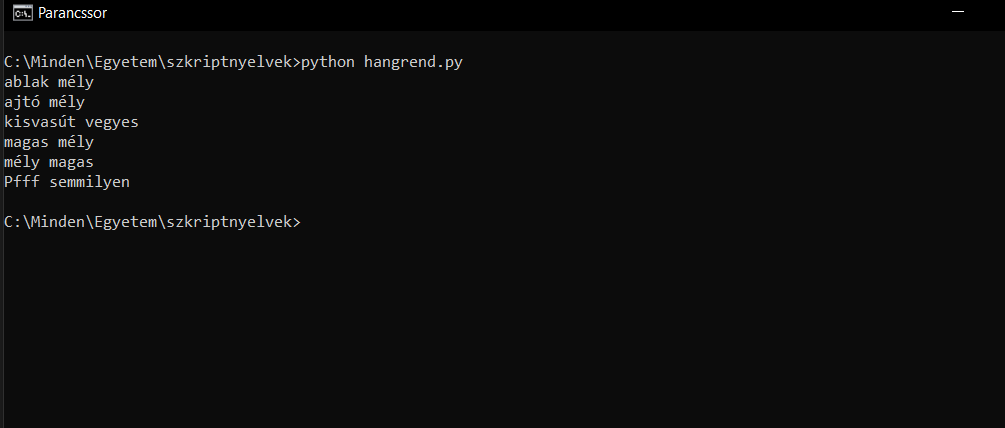 Parancssor
C:\Minden\Egyetem\szkriptnyelvek>python hangrend.py
ablak mély
ajtó mély
kisvasút vegyes
magas mély
mély magas
Pfff semmilyen
C:\Minden\Egyetem\szkriptnyelvek>